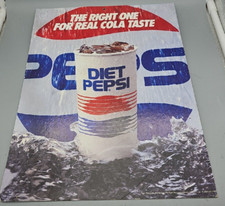 THE RIGHT ONE
FOR REAL COLA TASTE
PEPS
DIET
PEPSI